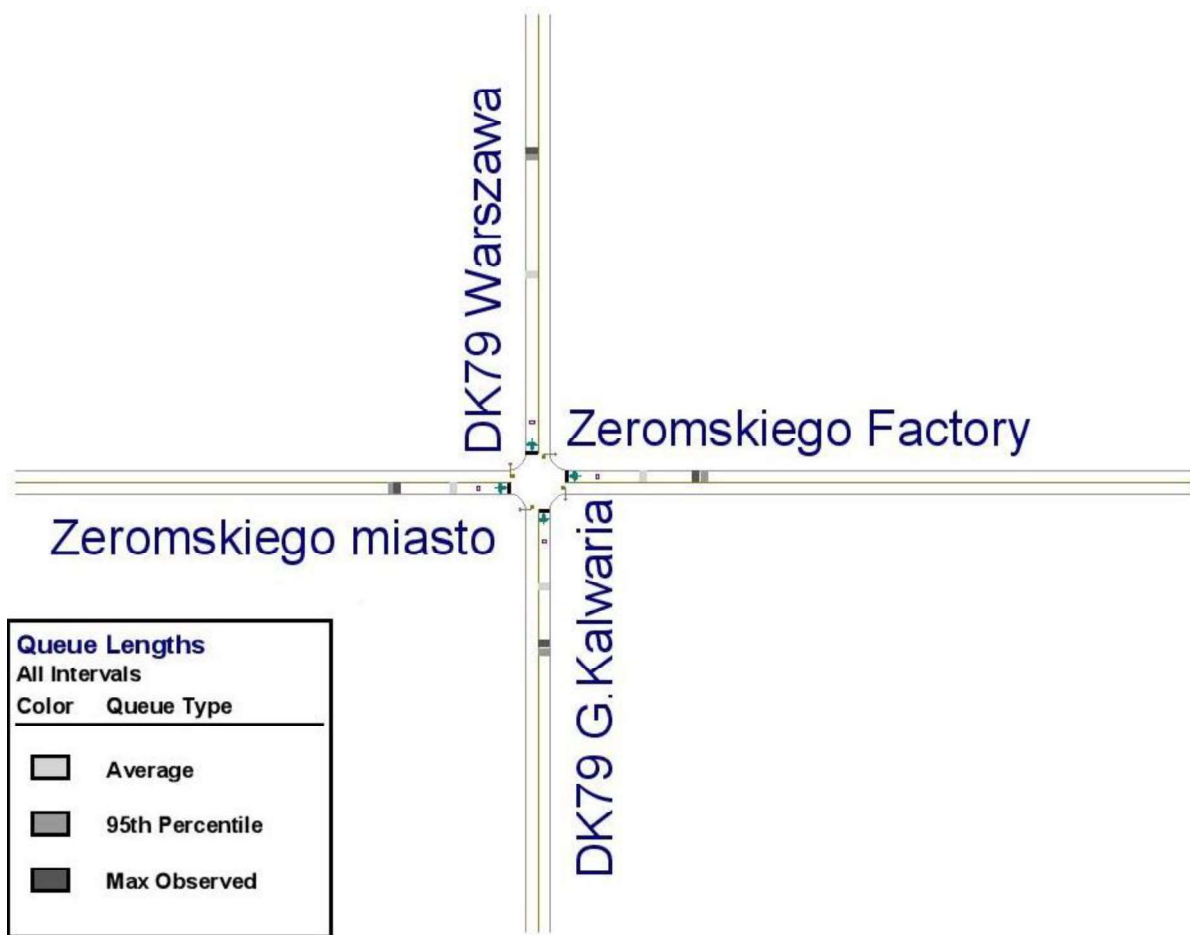 DK79 Warszawa
Zeromskiego Factory
Zeromskiego miasto
DK79 G.Kalwaria
Queue Lengths
All Intervals
Color Queue Type
Average
95th Percentile
Max Observed